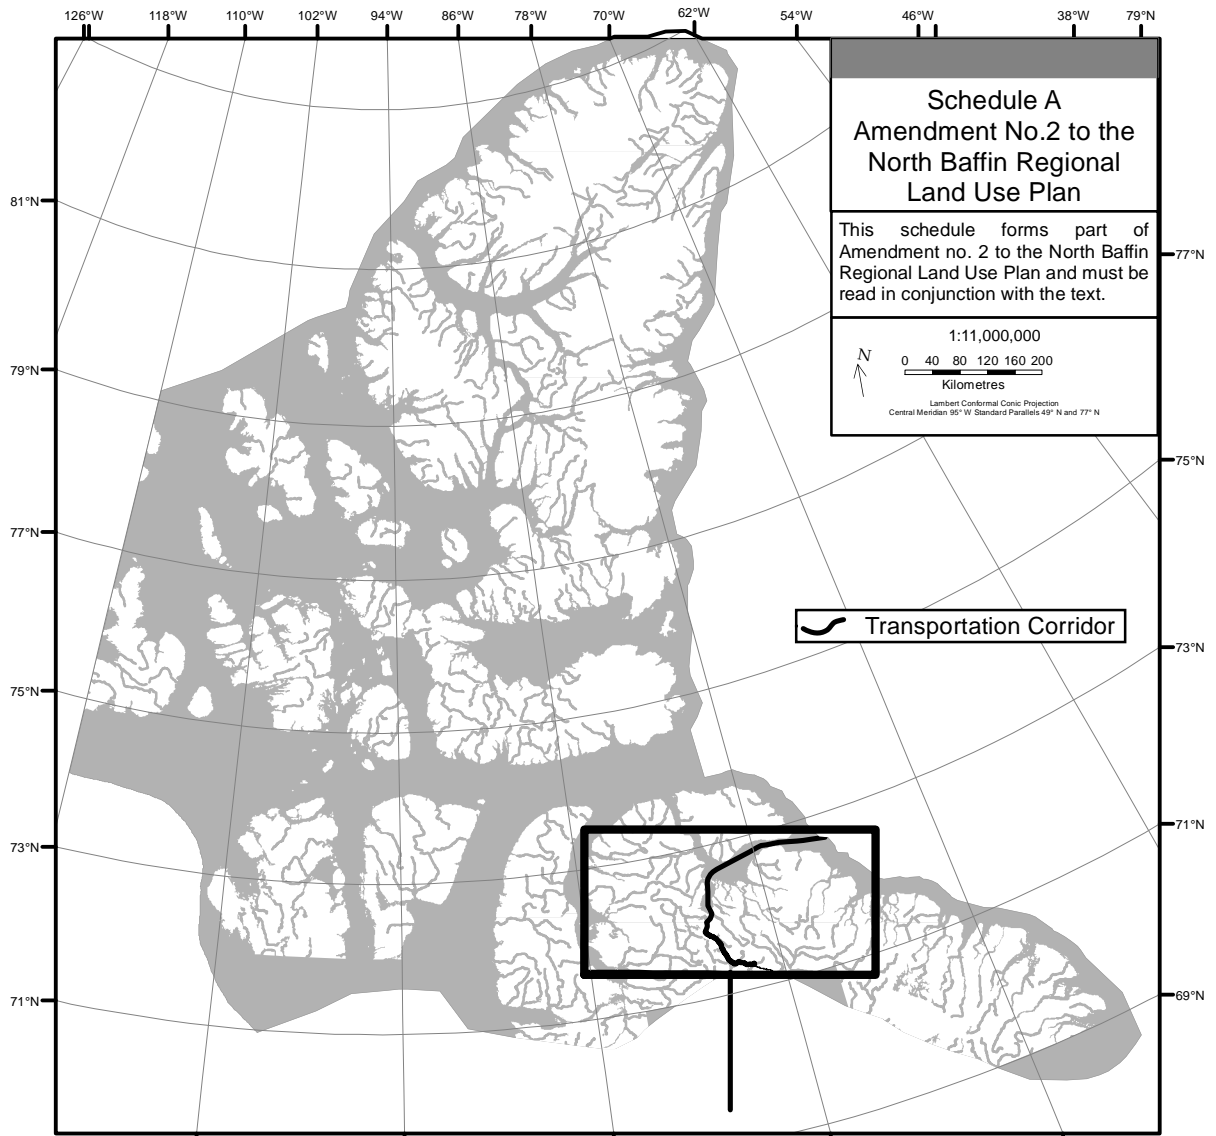 126°W 118°W 110°W 102°W 94°W 86°W 78°W 70°W 62°W 54°W 46°W 38°W 79°N
Schedule A
Amendment No.2 to the
North Baffin Regional
Land Use Plan
This schedule forms part of
Amendment no. 2 to the North Baffin
Regional Land Use Plan and must be
read in conjunction with the text.
1:11,000,000
N
0 40 80 120 160 200
Kilometres
Lambert Conformal Conic Projection
Central Meridian 95° W Standard Parallels 49° N and 77° N
81°N
77°N
79°N
75°N
77°N
Transportation Corridor
73°N
75°N
71°N
73°N
69°N
71°N